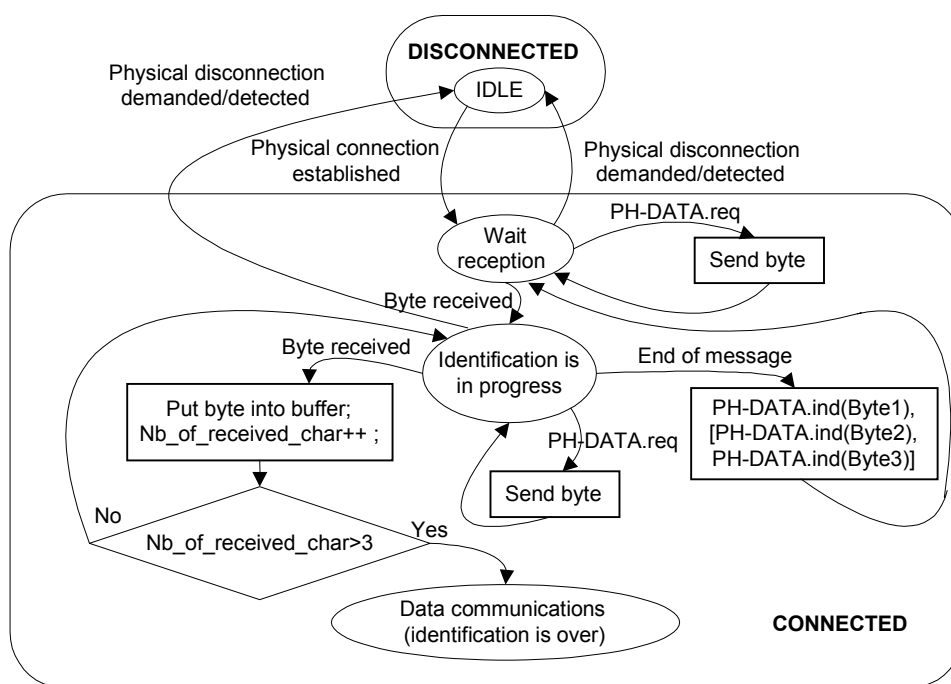 DISCONNECTED
IDLE
Physical disconnection
demanded/detected
Physical connection
established
Physical disconnection
demanded/detected
PH-DATA.req
Wait
reception
Send byte
Byte received
Byte received
Identification is
in progress
End of message
Put byte into buffer;
Nb_of_received_char++ ;
PH-DATA.ind(Byte1),
[PH-DATA.ind(Byte2),
PH-DATA.ind(Byte3)]
PH-DATA.req
Send byte
No
Yes
Nb_of_received_char>3
Data communications
(identification is over)
CONNECTED